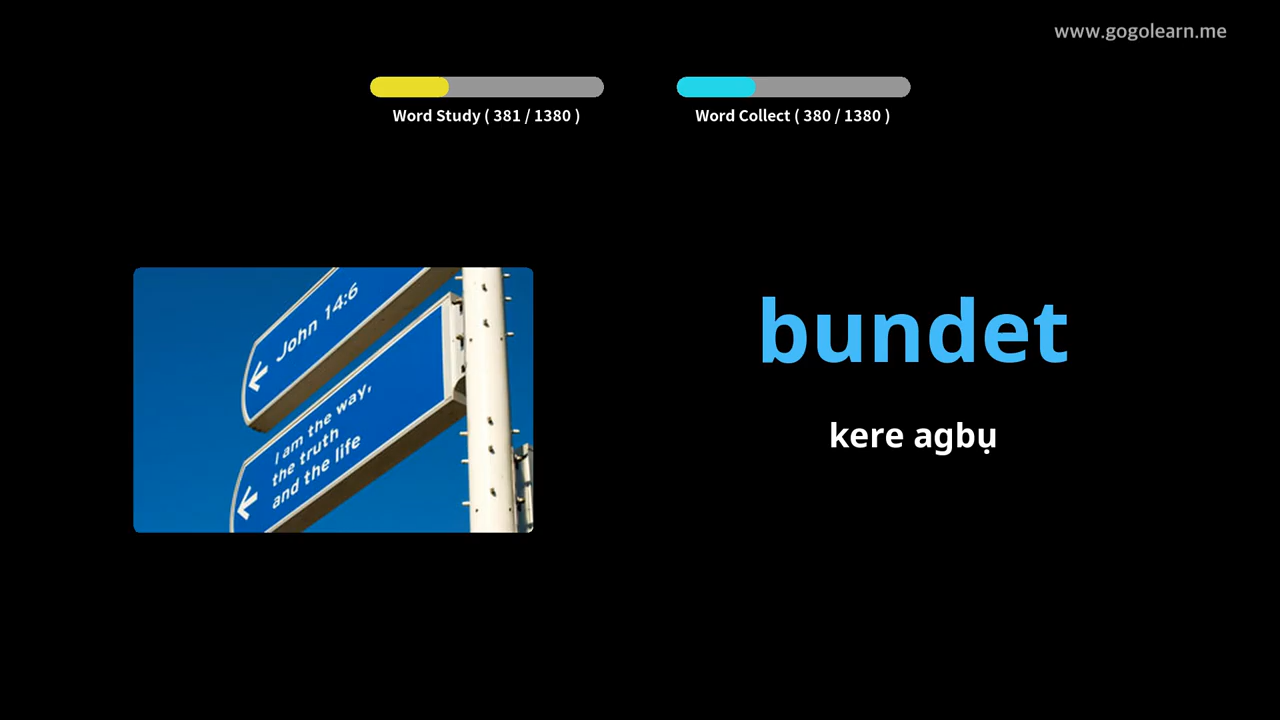 www.gogolearn.me
Word Study ( 381 / 1380 )
Word Collect ( 380 / 1380 )
John 14:6
I am the way,
the truth
and the life
bundet
kere agbụ